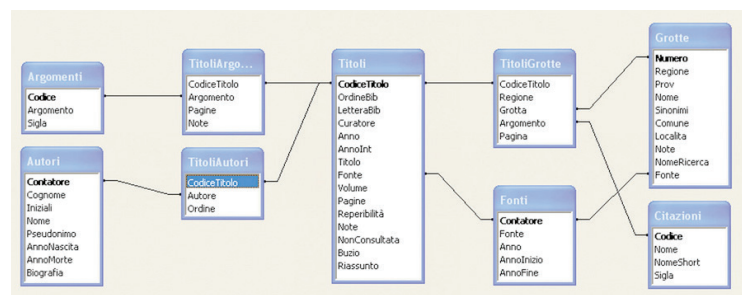 Argomenti
Codice
Argomento
Sigla
Autori
Contatore
Cognome
Iniziali
Nome
Pseudonimo
AnnoNascita
AnnoMorte
Biografia
TitoliArgo...
CodiceTitolo
Argomento
Pagine
Note
TitoliAutori
CodiceTitolo
Autore
Ordine
Titoli
CodiceTitolo
OrdineBib
LetteraBib
Curatore
Anno
AnnoInt
Titolo
Fonte
Volume
Pagine
Reperibilità
Note
NonConsultata
Buzio
Riassunto
TitoliGrotte
CodiceTitolo
Regione
Grotta
Argomento
Pagina
Fonti
Contatore
Fonte
Anno
AnnoInizio
AnnoFine
Grotte
Numero
Regione
Prov
Nome
Sinonimi
Comune
Localita
Note
NomeRicerca
Fonte
Citazioni
Codice
Nome
NomeShort
Sigla